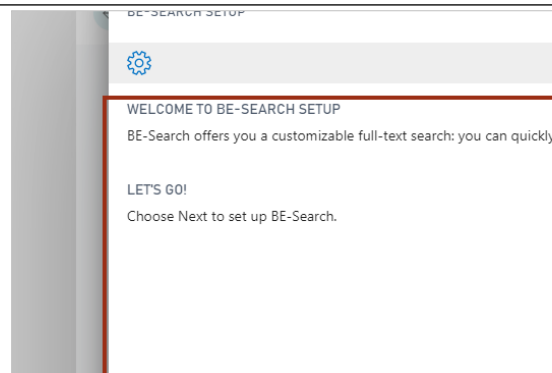 BE-SEARCH SETUP
WELCOME TO BE-SEARCH SETUP
BE-Search offers you a customizable full-text search: you can quickly
LET'S GO!
Choose Next to set up BE-Search.